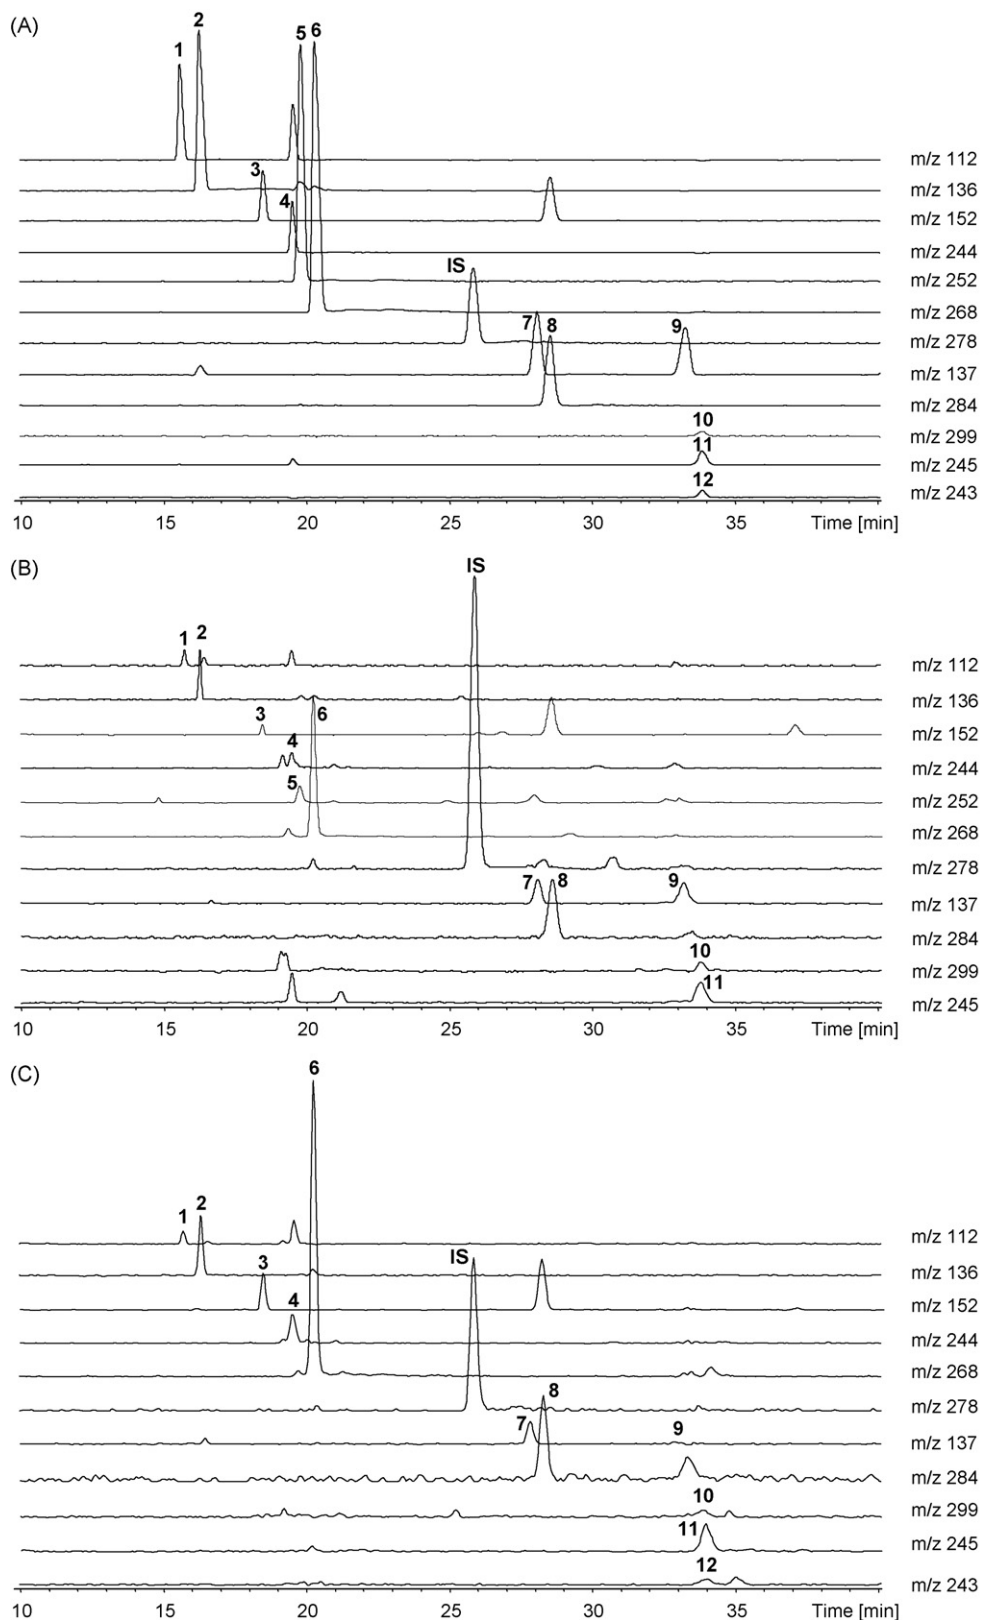 (A)
1
2
5 6
3
4
IS
7 8
9
10
11
12
m/z 112
m/z 136
m/z 152
m/z 244
m/z 252
m/z 268
m/z 278
m/z 137
m/z 284
m/z 299
m/z 245
m/z 243
10 15 20 25 30 35 Time [min]
(B)
IS
1 2
3
6
4
5
7 8
9
10
11
m/z 112
m/z 136
m/z 152
m/z 244
m/z 252
m/z 268
m/z 278
m/z 137
m/z 284
m/z 299
m/z 245
10 15 20 25 30 35 Time [min]
(C)
6
1
2
3
4
IS
7
8
9
10
11
12
m/z 112
m/z 136
m/z 152
m/z 244
m/z 268
m/z 278
m/z 137
m/z 284
m/z 299
m/z 245
m/z 243
10 15 20 25 30 35 Time [min]